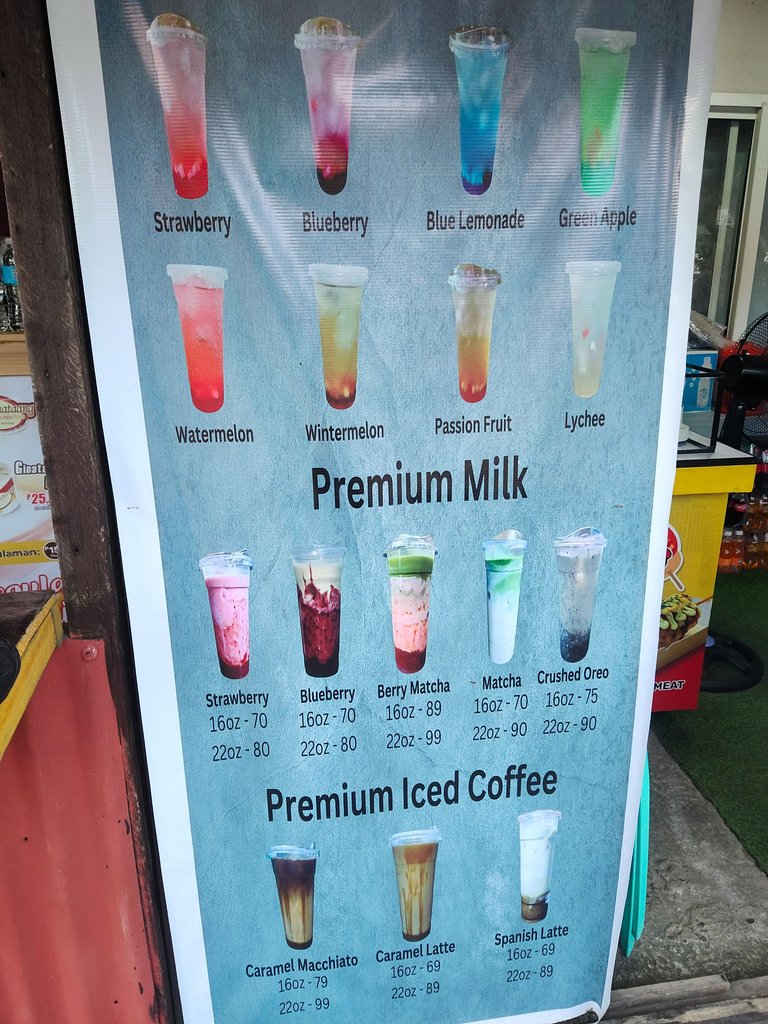 Strawberry
Blueberry
Blue Lemonade
Green Apple
Watermelon
Wintermelon
Passion Fruit
Lychee
Premium Milk
Strawberry
16oz - 70
22oz - 80
Blueberry
16oz - 70
22oz - 80
Berry Matcha
16oz - 89
22oz - 99
Matcha
16oz - 70
22oz - 90
Crushed Oreo
16oz - 75
22oz - 90
Premium Iced Coffee
Caramel Macchiato
16oz - 79
22oz - 99
Caramel Latte
16oz - 69
22oz - 89
Spanish Latte
16oz - 69
22oz - 89
₱25.
MEAT